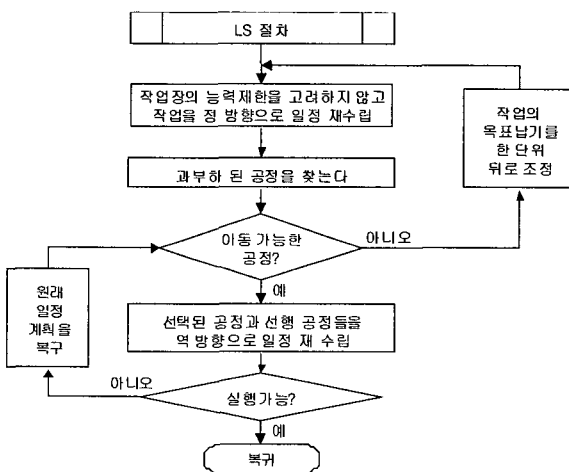 LS 절차
작업장의 능력제한을 고려하지 않고
작업을 정 방향으로 일정 재수립
작업의
목표납기를
한 단위
뒤로 조정
과부하 된 공정을 찾는다
이동 가능한
공정?
아니오
예
원래
일정
계획을
복구
선택된 공정과 선행 공정들을
역 방향으로 일정 재 수립
아니오
실행가능?
예
복귀